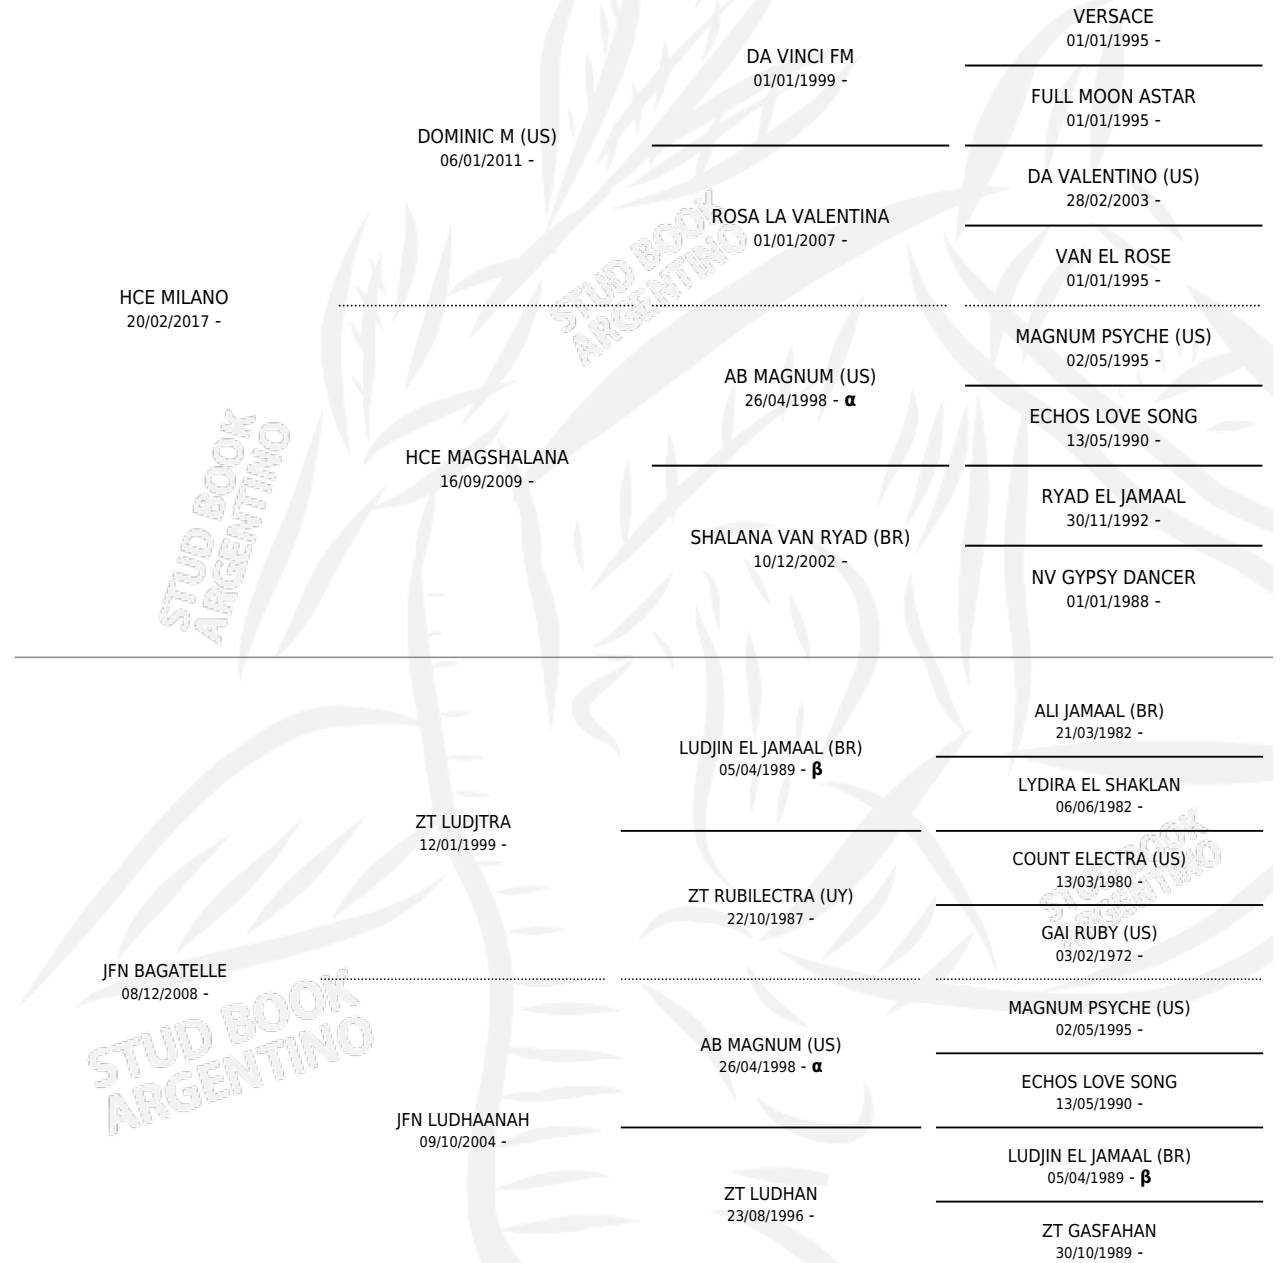 VERSACE
01/01/1995 -
DA VINCI FM
01/01/1999 -
FULL MOON ASTAR
01/01/1995 -
DOMINIC M (US)
06/01/2011 -
DA VALENTINO (US)
28/02/2003 -
ROSA LA VALENTINA
01/01/2007 -
VAN EL ROSE
01/01/1995 -
HCE MILANO
20/02/2017 -
MAGNUM PSYCHE (US)
02/05/1995 -
AB MAGNUM (US)
26/04/1998 - α
ECHOS LOVE SONG
13/05/1990 -
HCE MAGSHALANA
16/09/2009 -
RYAD EL JAMAAL
30/11/1992 -
SHALANA VAN RYAD (BR)
10/12/2002 -
NV GYPSY DANCER
01/01/1988 -
ALI JAMAAL (BR)
21/03/1982 -
LUDJIN EL JAMAAL (BR)
05/04/1989 - β
LYDIRA EL SHAKLAN
06/06/1982 -
ZT LUDJTRA
12/01/1999 -
COUNT ELECTRA (US)
13/03/1980 -
ZT RUBILECTRA (UY)
22/10/1987 -
GAI RUBY (US)
03/02/1972 -
JFN BAGATELLE
08/12/2008 -
MAGNUM PSYCHE (US)
02/05/1995 -
AB MAGNUM (US)
26/04/1998 - α
ECHOS LOVE SONG
13/05/1990 -
JFN LUDHAANAH
09/10/2004 -
LUDJIN EL JAMAAL (BR)
05/04/1989 - β
ZT LUDHAN
23/08/1996 -
ZT GASFAHAN
30/10/1989 -
STUD BOOK
ARGENTINO
STUD BOOK
ARGENTINO
STUD BOOK
ARGENTINO
STUD BOOK
ARGENTINO